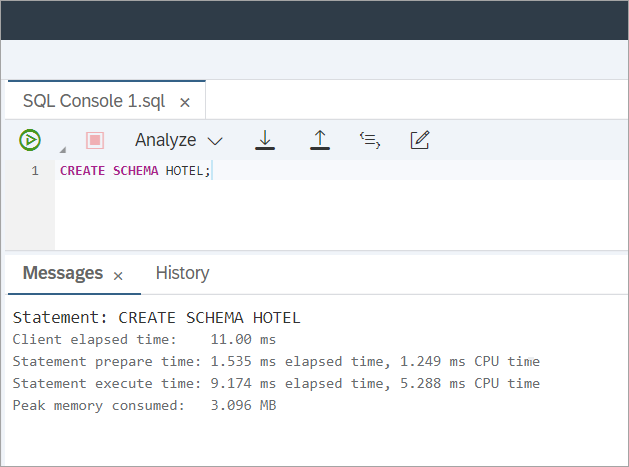 SQL Console 1.sql ×
Analyze
1 CREATE SCHEMA HOTEL;
Messages × History
Statement: CREATE SCHEMA HOTEL
Client elapsed time: 11.00 ms
Statement prepare time: 1.535 ms elapsed time, 1.249 ms CPU time
Statement execute time: 9.174 ms elapsed time, 5.288 ms CPU time
Peak memory consumed: 3.096 MB